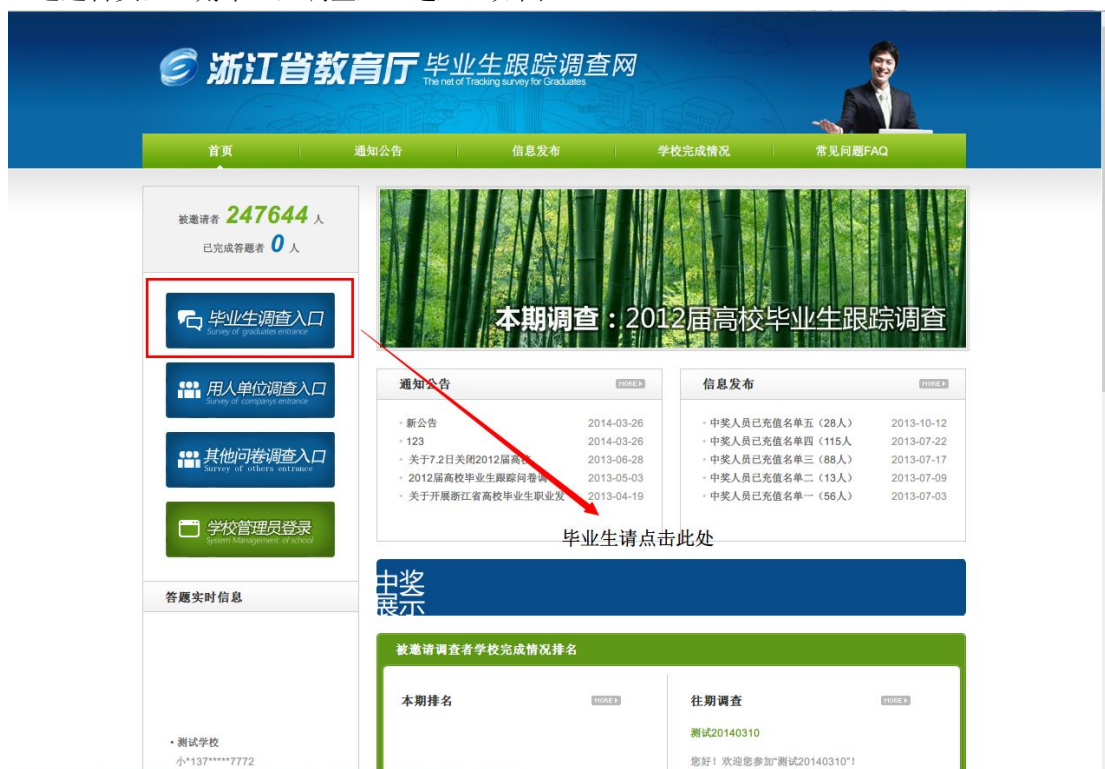 浙江省教育厅 毕业生跟踪调查网
The net of Tracking survey for Graduates
首页 通知公告 信息发布 学校完成情况 常见问题FAQ
被邀请者 247644 人
已完成答题者 0 人
毕业生调查入口
Survey of graduates entrance
用人单位调查入口
Survey of companys entrance
其他问卷调查入口
Survey of others entrance
学校管理员登录
System Management of school
答题实时信息
・测试学校
小*137*****7772
本期调查：2012届高校毕业生跟踪调查
通知公告 MORE
新公告 2014-03-26
123 2014-03-26
关于7.2日关闭2012届高校 2013-06-28
2012届高校毕业生跟踪问卷调 2013-05-03
关于开展浙江省高校毕业生职业发 2013-04-19
信息发布 MORE
中奖人员已充值名单五（28人） 2013-10-12
中奖人员已充值名单四（115人 2013-07-22
中奖人员已充值名单三（88人） 2013-07-17
中奖人员已充值名单二（13人） 2013-07-09
中奖人员已充值名单一（56人） 2013-07-03
毕业生请点击此处
中奖
展示
被邀请调查者学校完成情况排名
本期排名 MORE
往期调查 MORE
测试20140310
您好！欢迎您参加"测试20140310"！